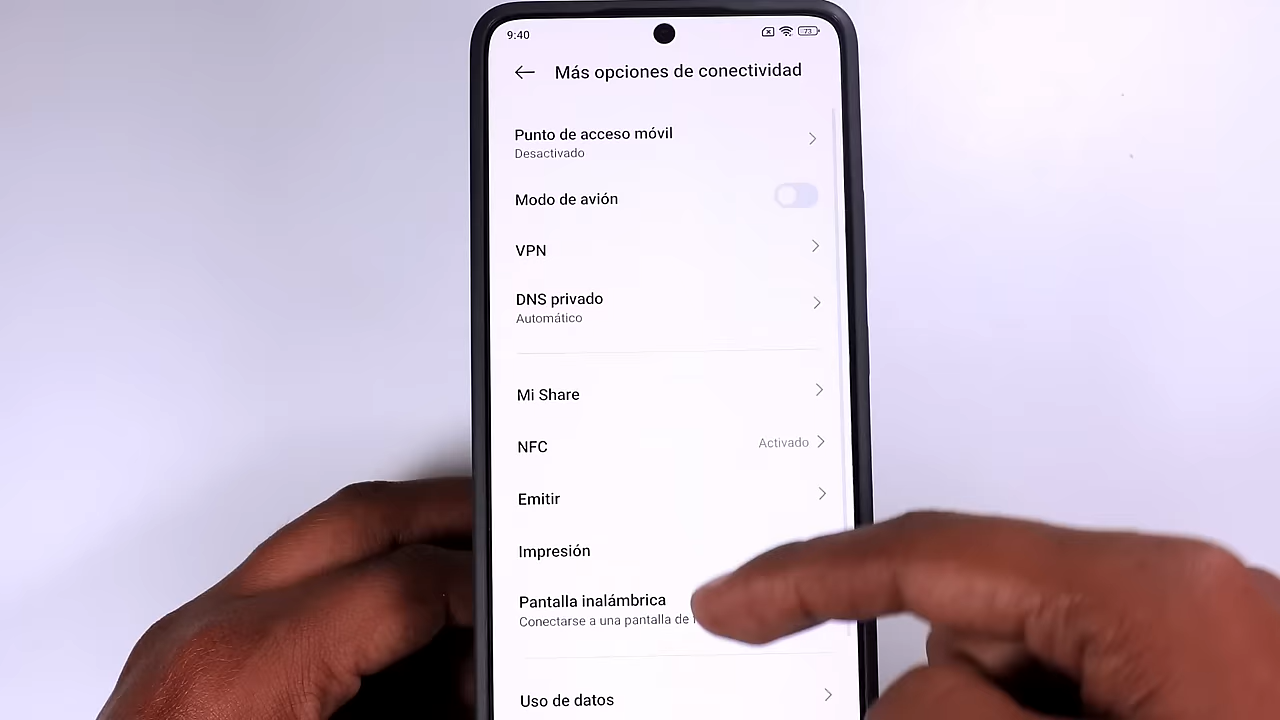 9:40
73
Más opciones de conectividad
Punto de acceso móvil
Desactivado
Modo de avión
VPN
DNS privado
Automático
Mi Share
NFC
Activado
Emitir
Impresión
Pantalla inalámbrica
Conectarse a una pantalla de
Uso de datos